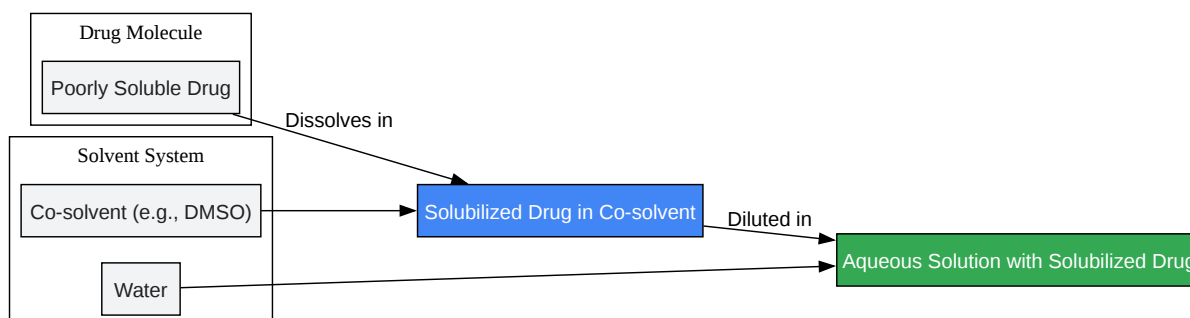 Drug Molecule
Poorly Soluble Drug
Dissolves in
Solvent System
Co-solvent (e.g., DMSO)
Solubilized Drug in Co-solvent
Diluted in
Aqueous Solution with Solubilized Drug
Water